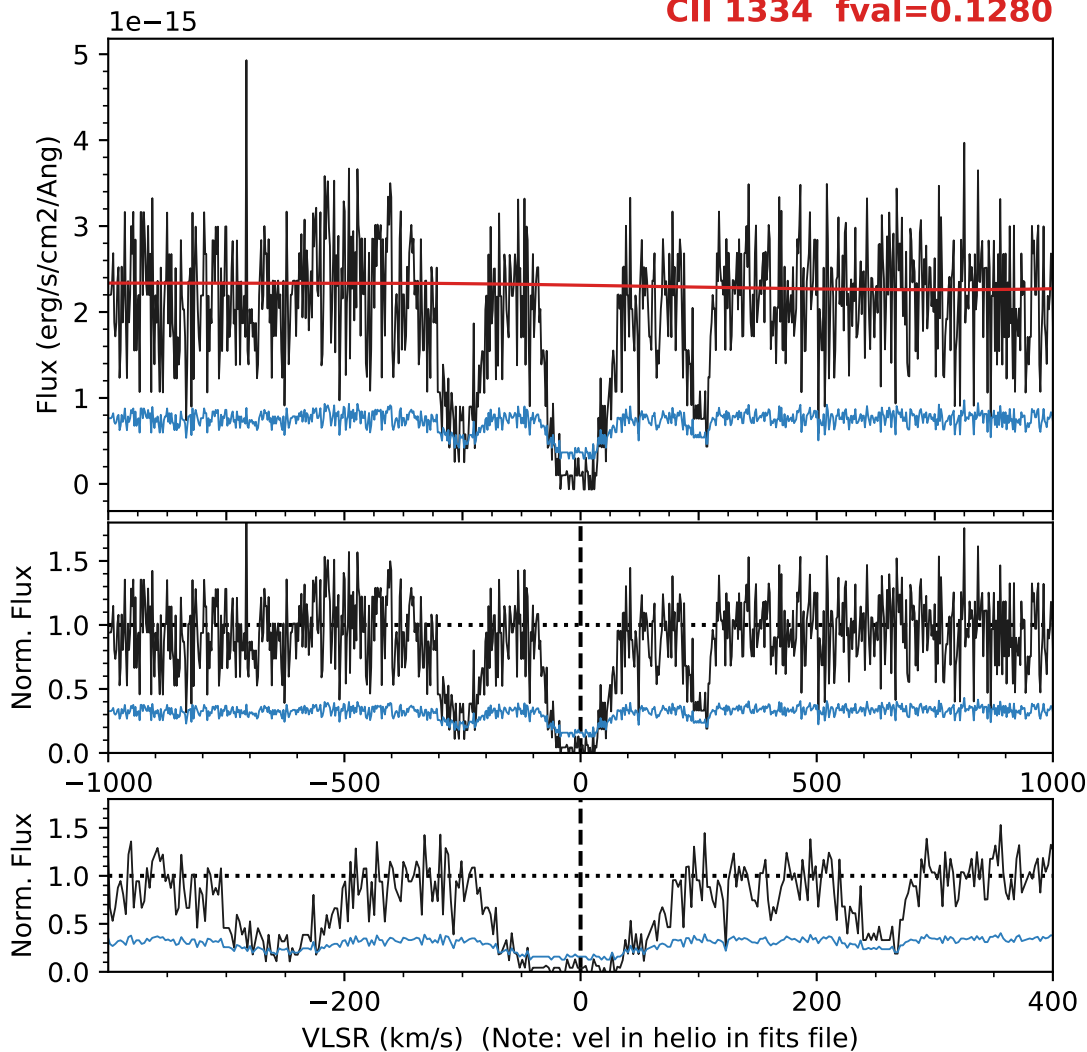 CII 1334 fval=0.1280
1e−15
5
4
3
2
1
0
Flux (erg/s/cm2/Ang)
1.5
1.0
0.5
0.0
Norm. Flux
−1000 −500 0 500 1000
1.5
1.0
0.5
0.0
Norm. Flux
−200 0 200 400
VLSR (km/s) (Note: vel in helio in fits file)